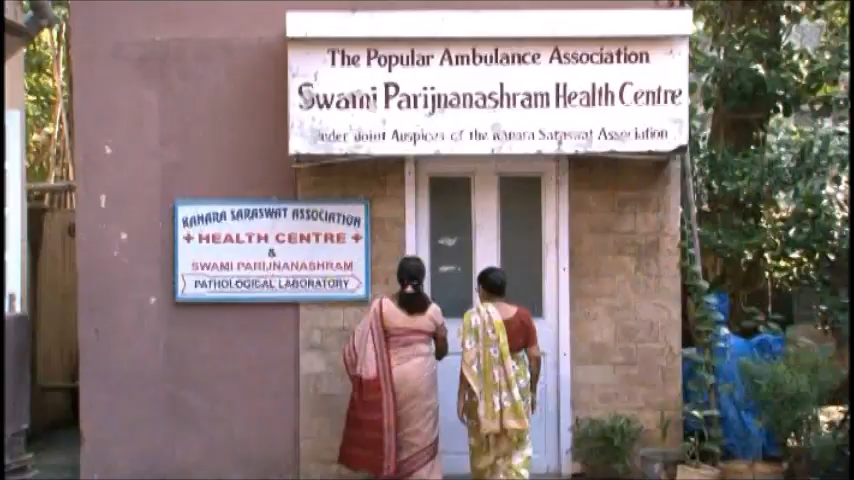 The Popular Ambulance Association
Swami Parijnanashram Health Centre
Under Joint Auspices of the Kanara Saraswat Association
KANARA SARASWAT ASSOCIATION
+HEALTH CENTRE+
&
SWAMI PARIJNANASHRAM
PATHOLOGICAL LABORATORY